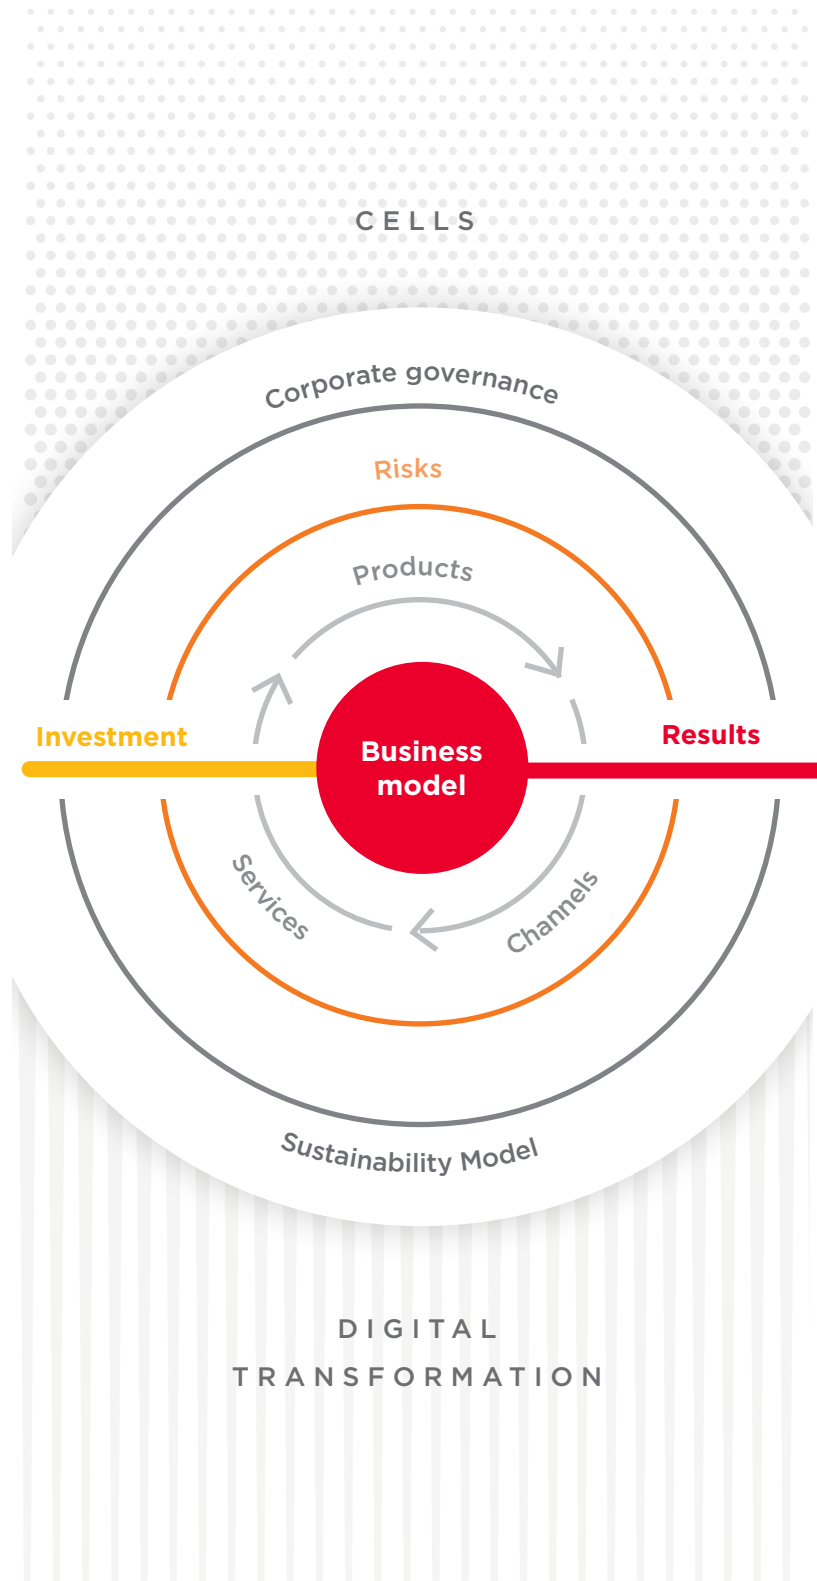 CELLS
Corporate governance
Risks
Products
Investment
Results
Business
model
Services
Channels
Sustainability Model
DIGITAL
TRANSFORMATION